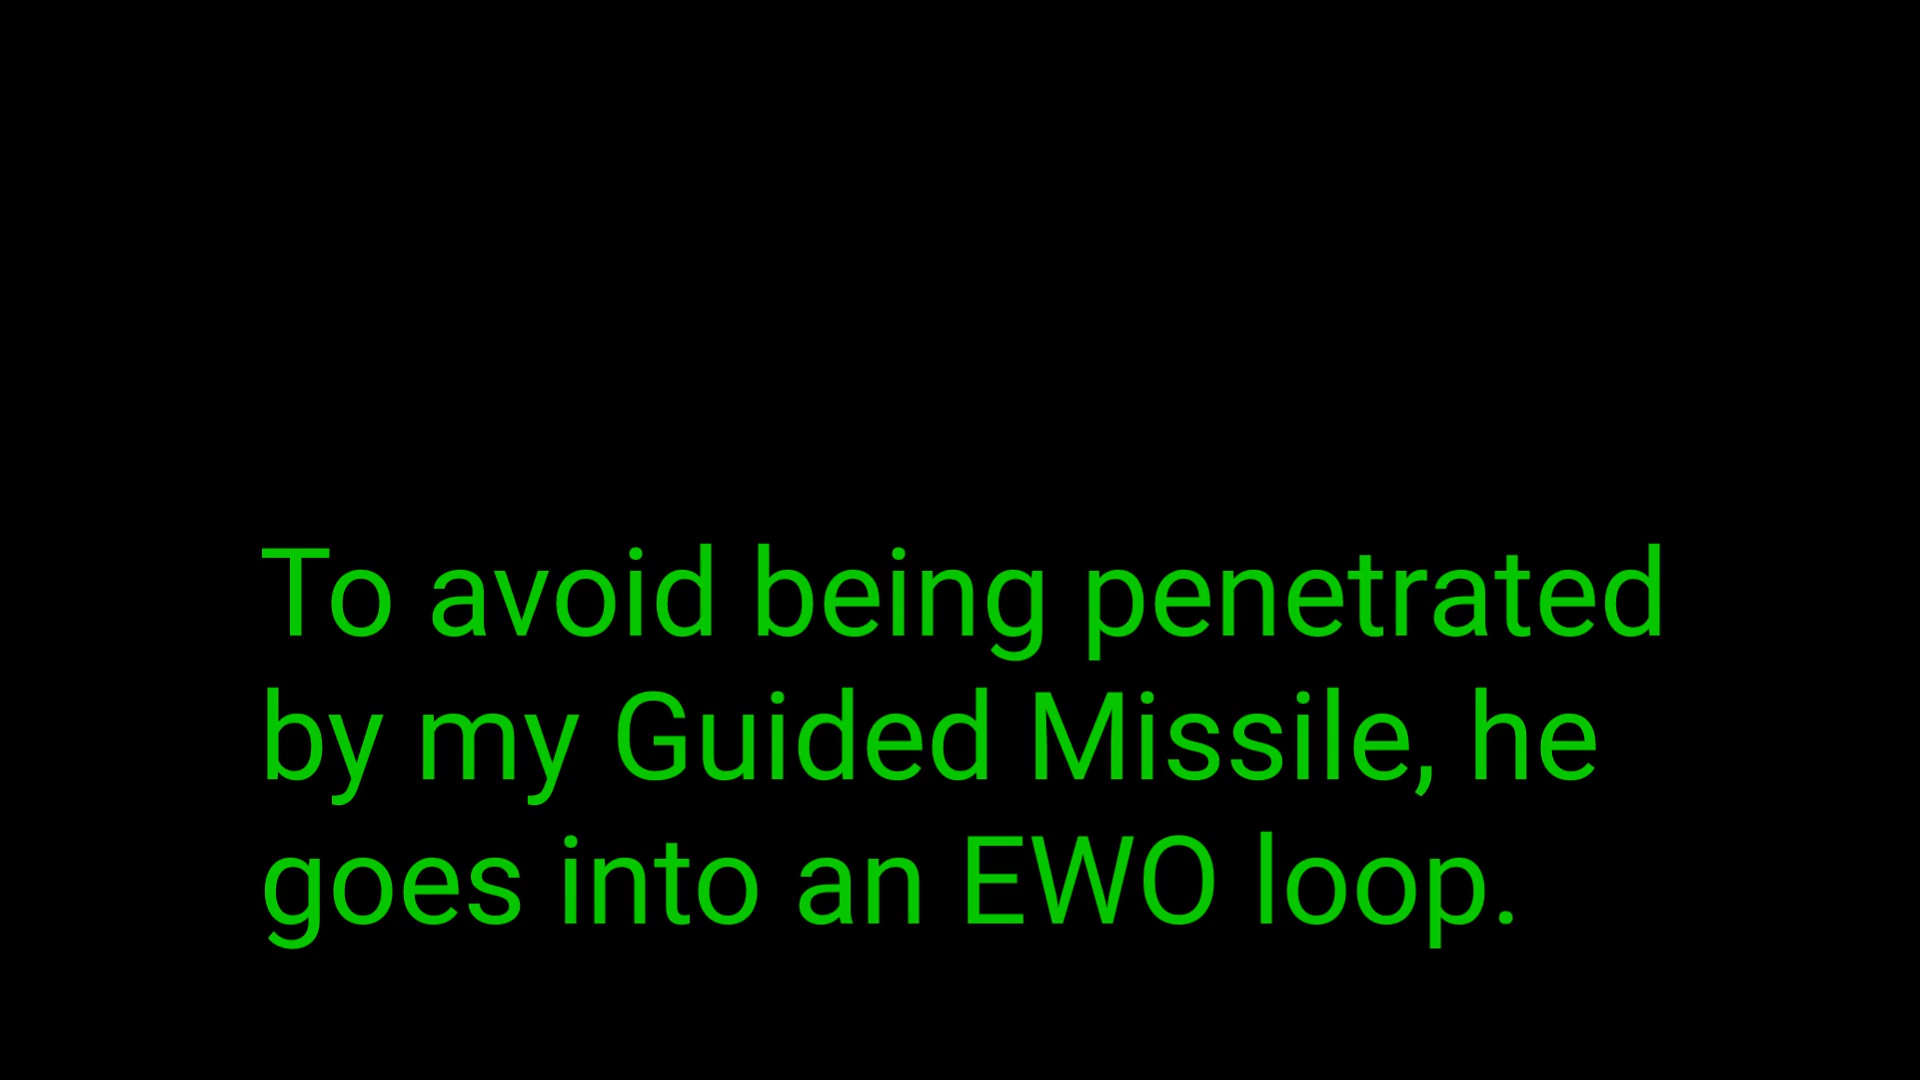 To avoid being penetrated
by my Guided Missile, he
goes into an EWO loop.